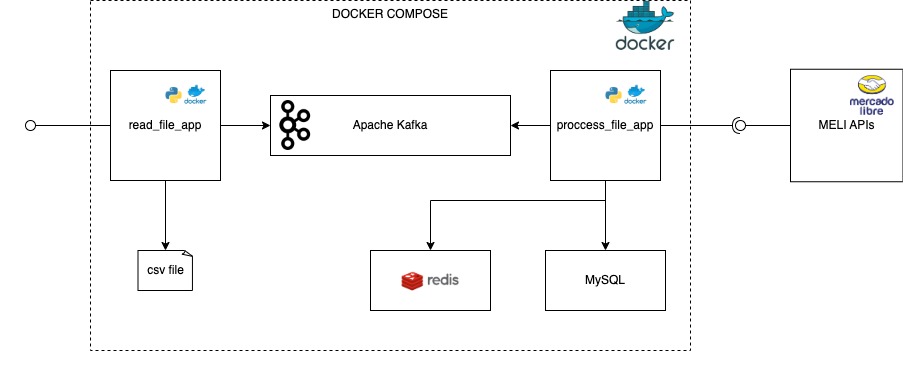 DOCKER COMPOSE
docker
docker
read_file_app
Apache Kafka
docker
proccess_file_app
mercado
libre
MELI APIs
csv file
redis
MySQL